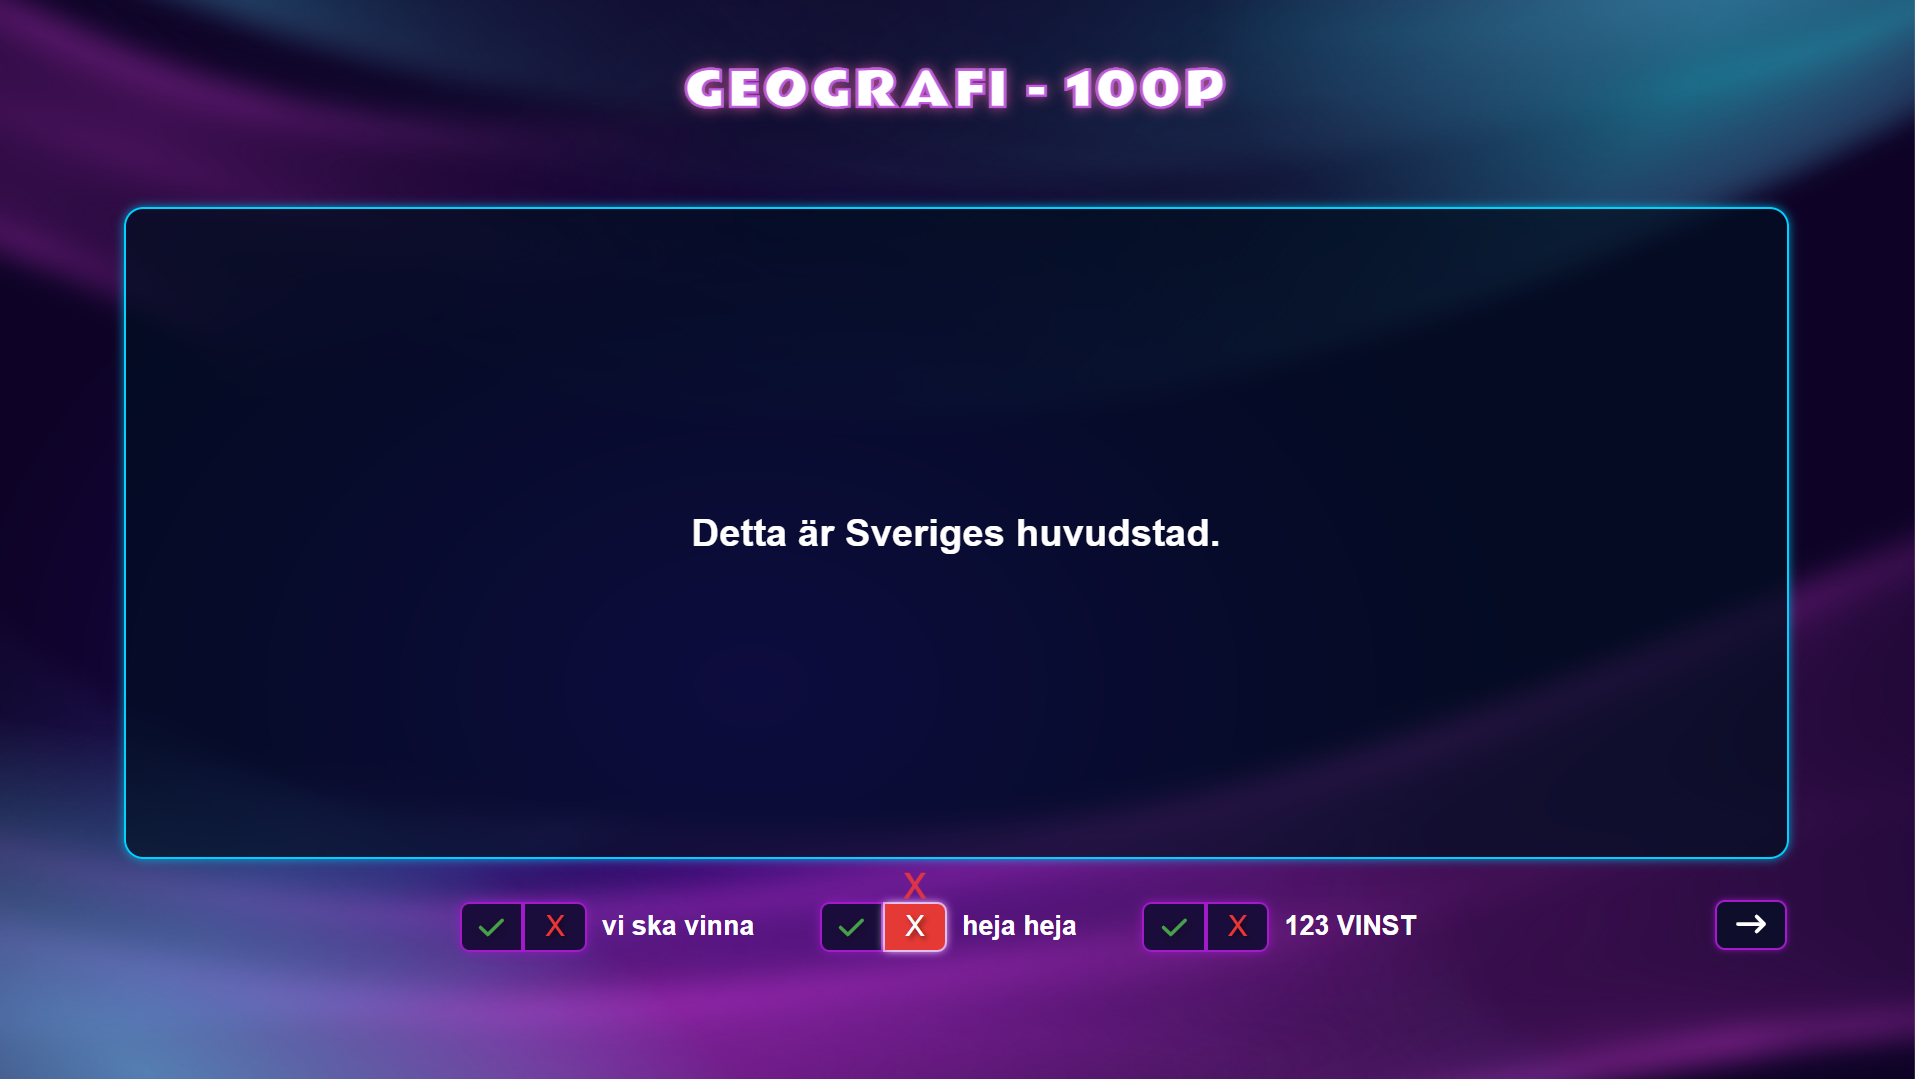 GEOGRAFI - 100P
Detta är Sveriges huvudstad.
X
X vi ska vinna
X heja heja
X 123 VINST